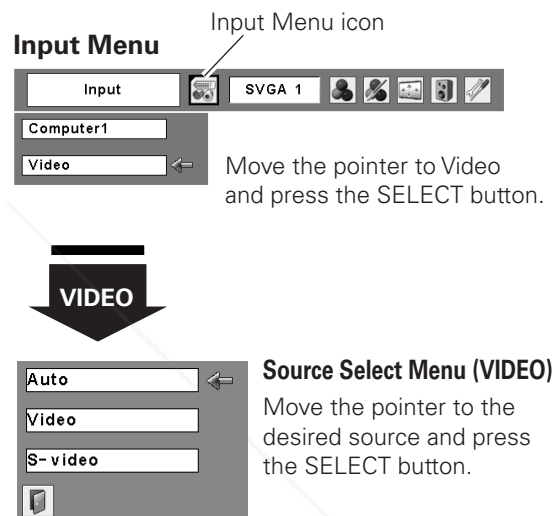 Input Menu icon
Input Menu
Input
SVGA 1
Computer1
Video
Move the pointer to Video
and press the SELECT button.
VIDEO
Auto
Video
S-video
Source Select Menu (VIDEO)
Move the pointer to the
desired source and press
the SELECT button.